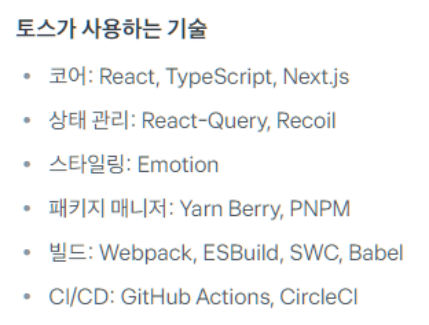 토스가 사용하는 기술
• 코어: React, TypeScript, Next.js
• 상태 관리: React-Query, Recoil
• 스타일링: Emotion
• 패키지 매니저: Yarn Berry, PNPM
• 빌드: Webpack, ESBuild, SWC, Babel
• CI/CD: GitHub Actions, CircleCI